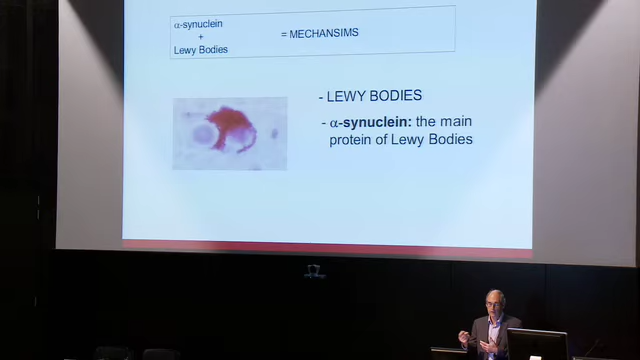 α-synuclein
+
Lewy Bodies
= MECHANSIMS
- LEWY BODIES
- α-synuclein: the main
protein of Lewy Bodies